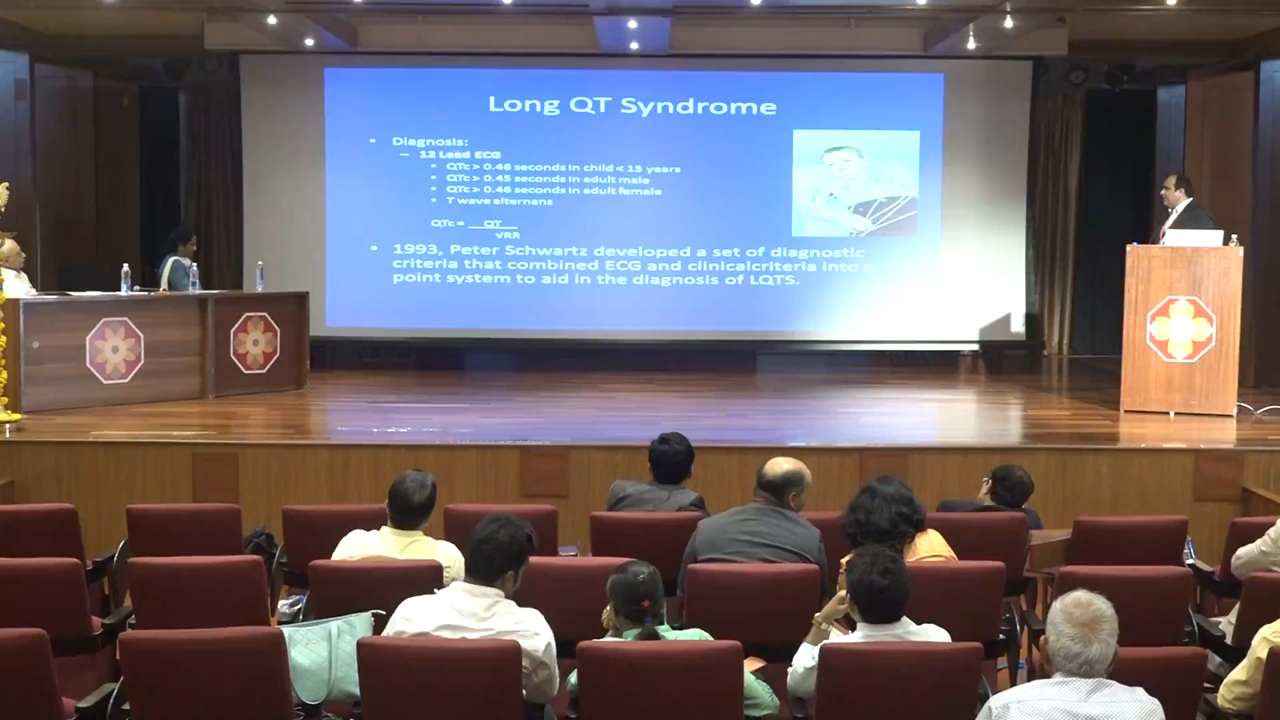 Long QT Syndrome
• Diagnosis:
– 12 Lead ECG
• QTc > 0.46 seconds in child < 15 years
• QTc > 0.45 seconds in adult male
• QTc > 0.46 seconds in adult female
• T wave alternans
QTc = QT
√RR
• 1993, Peter Schwartz developed a set of diagnostic
criteria that combined ECG and clinicalcriteria into a
point system to aid in the diagnosis of LQTS.